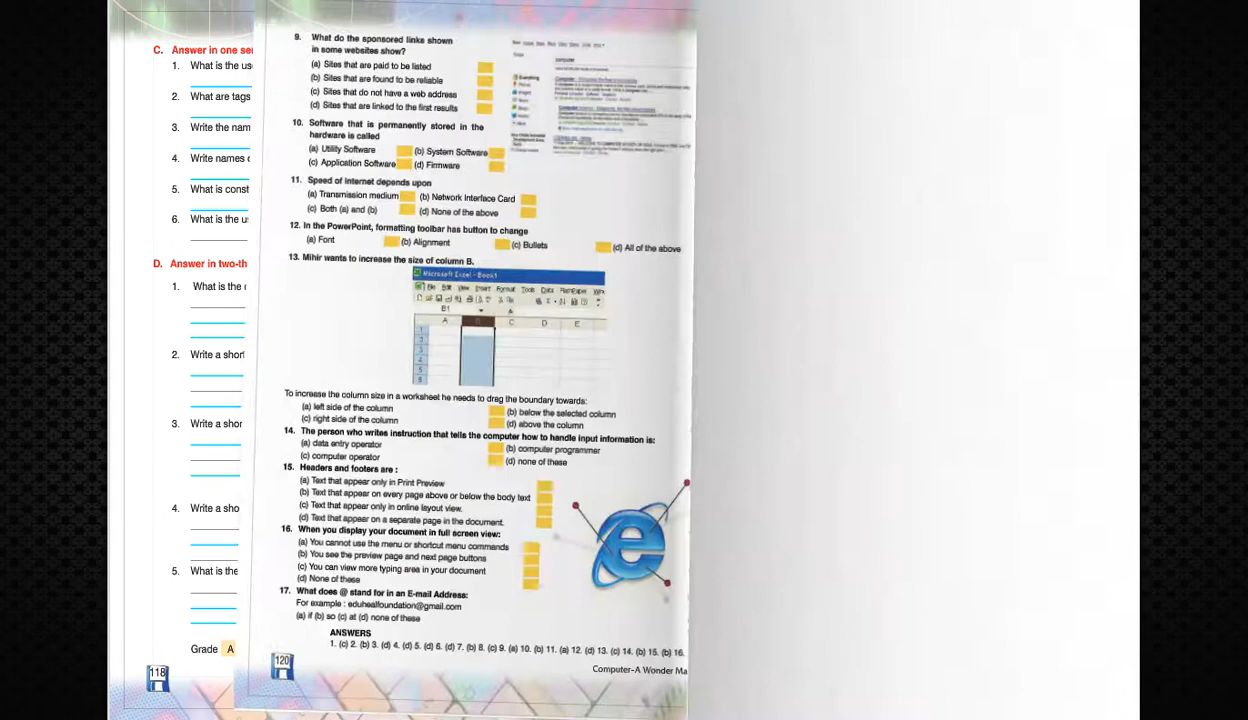 C. Answer in one se
1. What is the us
2. What are tags
3. Write the nam
4. Write names
5. What is const
6. What is the u
D. Answer in two-th
1. What is the
2. Write a short
3. Write a shor
4. Write a sho
5. What is the
Grade A
118
9. What do the sponsored links shown
in some websites show?
(a) Sites that are paid to be listed
(b) Sites that are found to be reliable
(c) Sites that do not have a web address
(d) Sites that are linked to the first results
10. Software that is permanently stored in the
hardware is called
(a) Utility Software (b) System Software
(c) Application Software (d) Firmware
11. Speed of Internet depends upon
(a) Transmission medium (b) Network Interface Card
(c) Both (a) and (b) (d) None of the above
12. In the PowerPoint, formatting toolbar has button to change
(a) Font (b) Alignment (c) Bullets (d) All of the above
13. Mihir wants to increase the size of column B.
Microsoft Excel - Book1
File Edit View Insert Format Tools Data
B1
A C D E
1
2
3
4
5
6
To increase the column size in a worksheet he needs to drag the boundary towards:
(a) left side of the column (b) below the selected column
(c) right side of the column (d) above the column
14. The person who writes instruction that tells the computer how to handle input information is:
(a) data entry operator (b) computer programmer
(c) computer operator (d) none of these
15. Headers and footers are :
(a) Text that appear only in Print Preview
(b) Text that appear on every page above or below the body text
(c) Text that appear only in online layout view.
(d) Text that appear on a separate page in the document.
16. When you display your document in full screen view:
(a) You cannot use the menu or shortcut menu commands
(b) You see the preview page and next page buttons
(c) You can view more typing area in your document
(d) None of these
17. What does @ stand for in an E-mail Address:
For example : eduhealfoundation@gmail.com
(a) if (b) so (c) at (d) none of these
ANSWERS
1. (c) 2. (b) 3. (d) 4. (d) 5. (d) 6. (d) 7. (b) 8. (c) 9. (a) 10. (b) 11. (a) 12. (d) 13. (c) 14. (b) 15. (b) 16.
120
Computer-A Wonder Ma